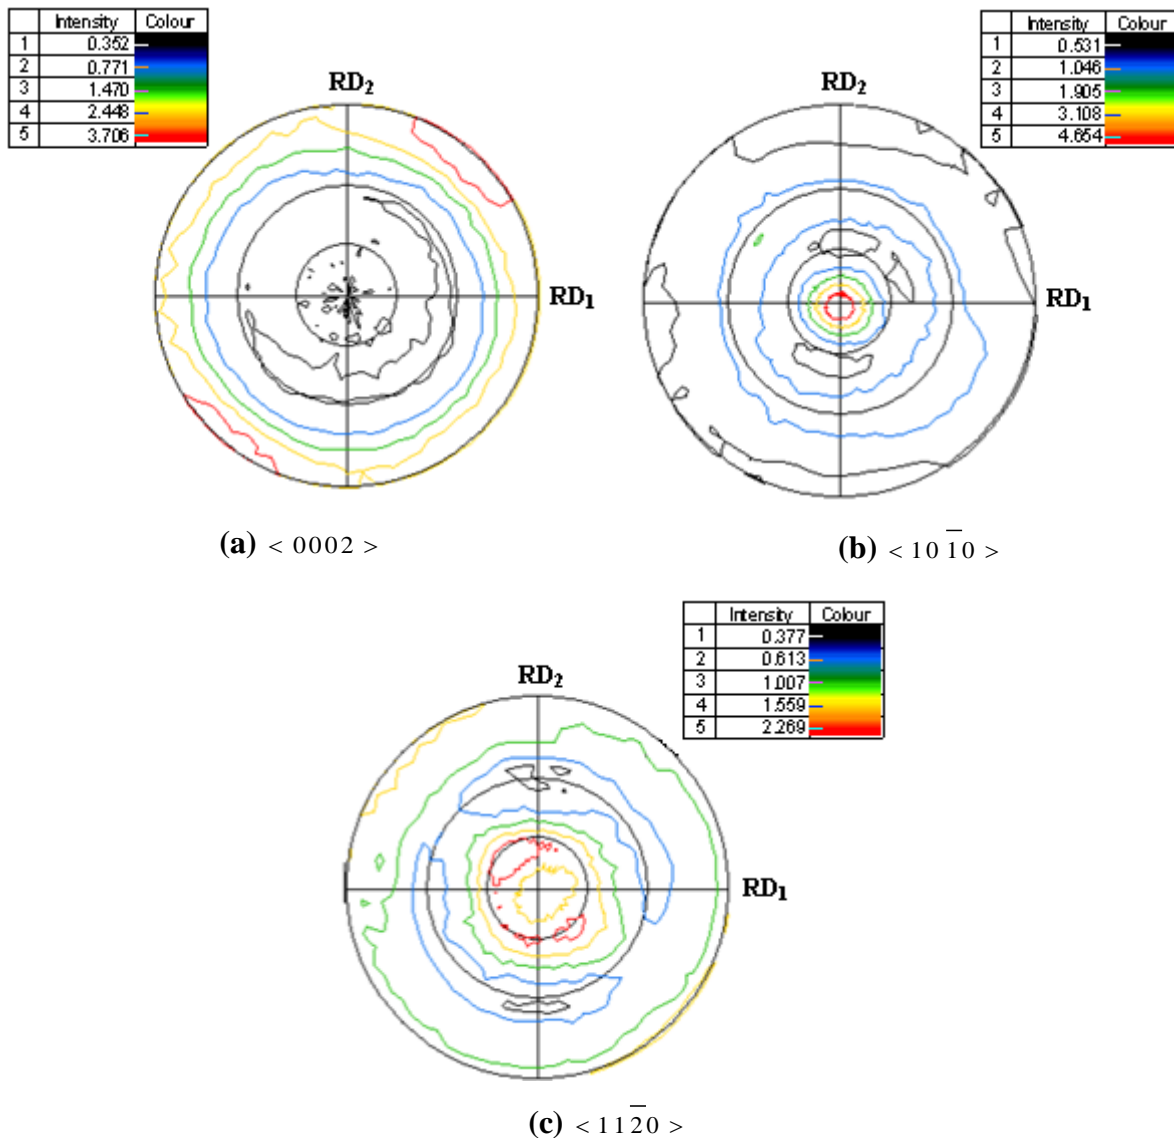 Intensity Colour
1 0.352
2 0.771
3 1.470
4 2.448
5 3.706
Intensity Colour
1 0.531
2 1.046
3 1.905
4 3.108
5 4.654
RD₂
RD₁
RD₂
RD₁
(a) < 0002 >
(b) < 10 1̅0 >
Intensity Colour
1 0.377
2 0.613
3 1.007
4 1.559
5 2.269
RD₂
RD₁
(c) < 112̅0 >